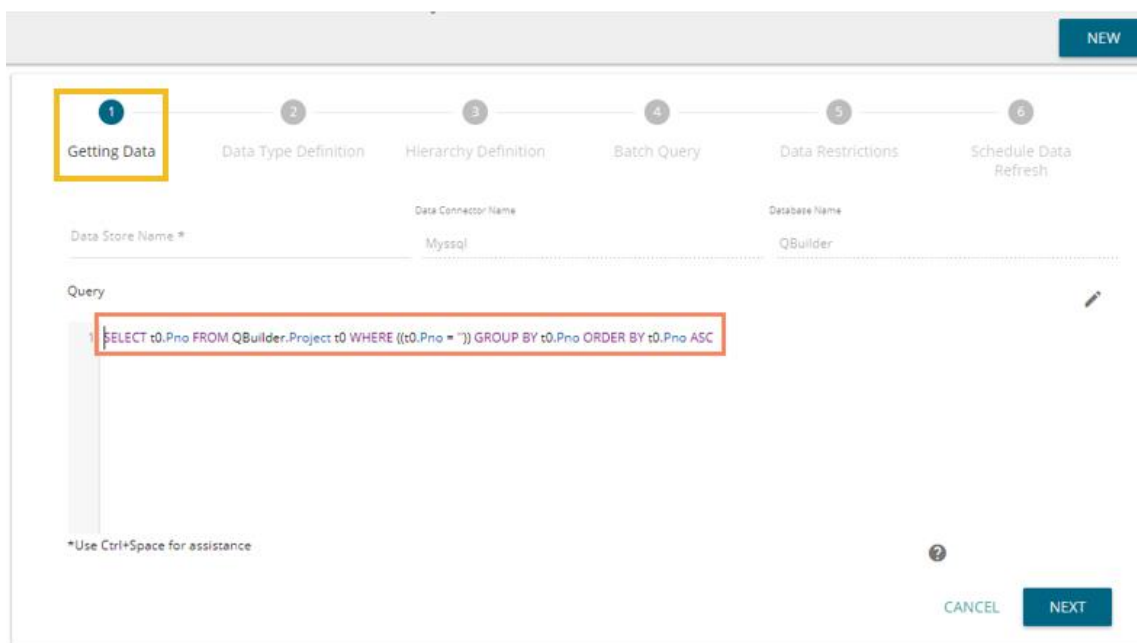 NEW
1 2 3 4 5 6
Getting Data Data Type Definition Hierarchy Definition Batch Query Data Restrictions Schedule Data
Refresh
Data Connector Name Database Name
Data Store Name * Myssql QBuilder
Query
1 SELECT t0.Pno FROM QBuilder.Project t0 WHERE ((t0.Pno = '')) GROUP BY t0.Pno ORDER BY t0.Pno ASC
*Use Ctrl+Space for assistance
?
CANCEL NEXT